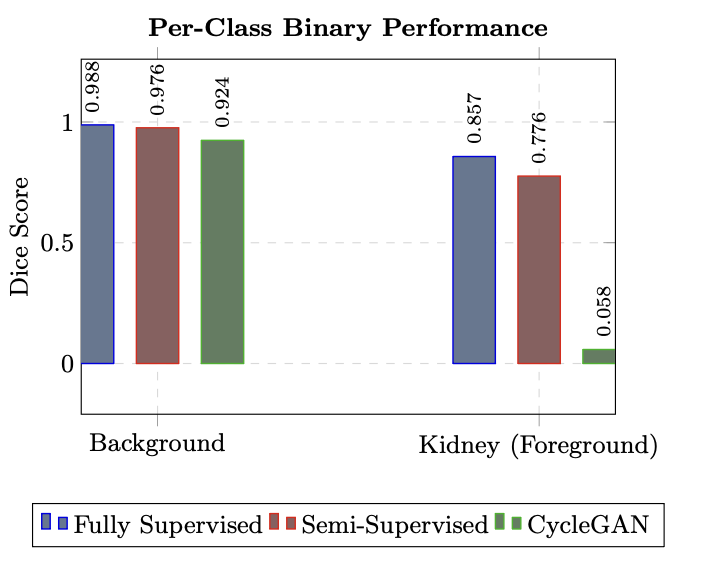 Per-Class Binary Performance
0.988
0.976
0.924
0.857
0.776
0.058
1
0.5
0
Dice Score
Background
Kidney (Foreground)
Fully Supervised Semi-Supervised CycleGAN